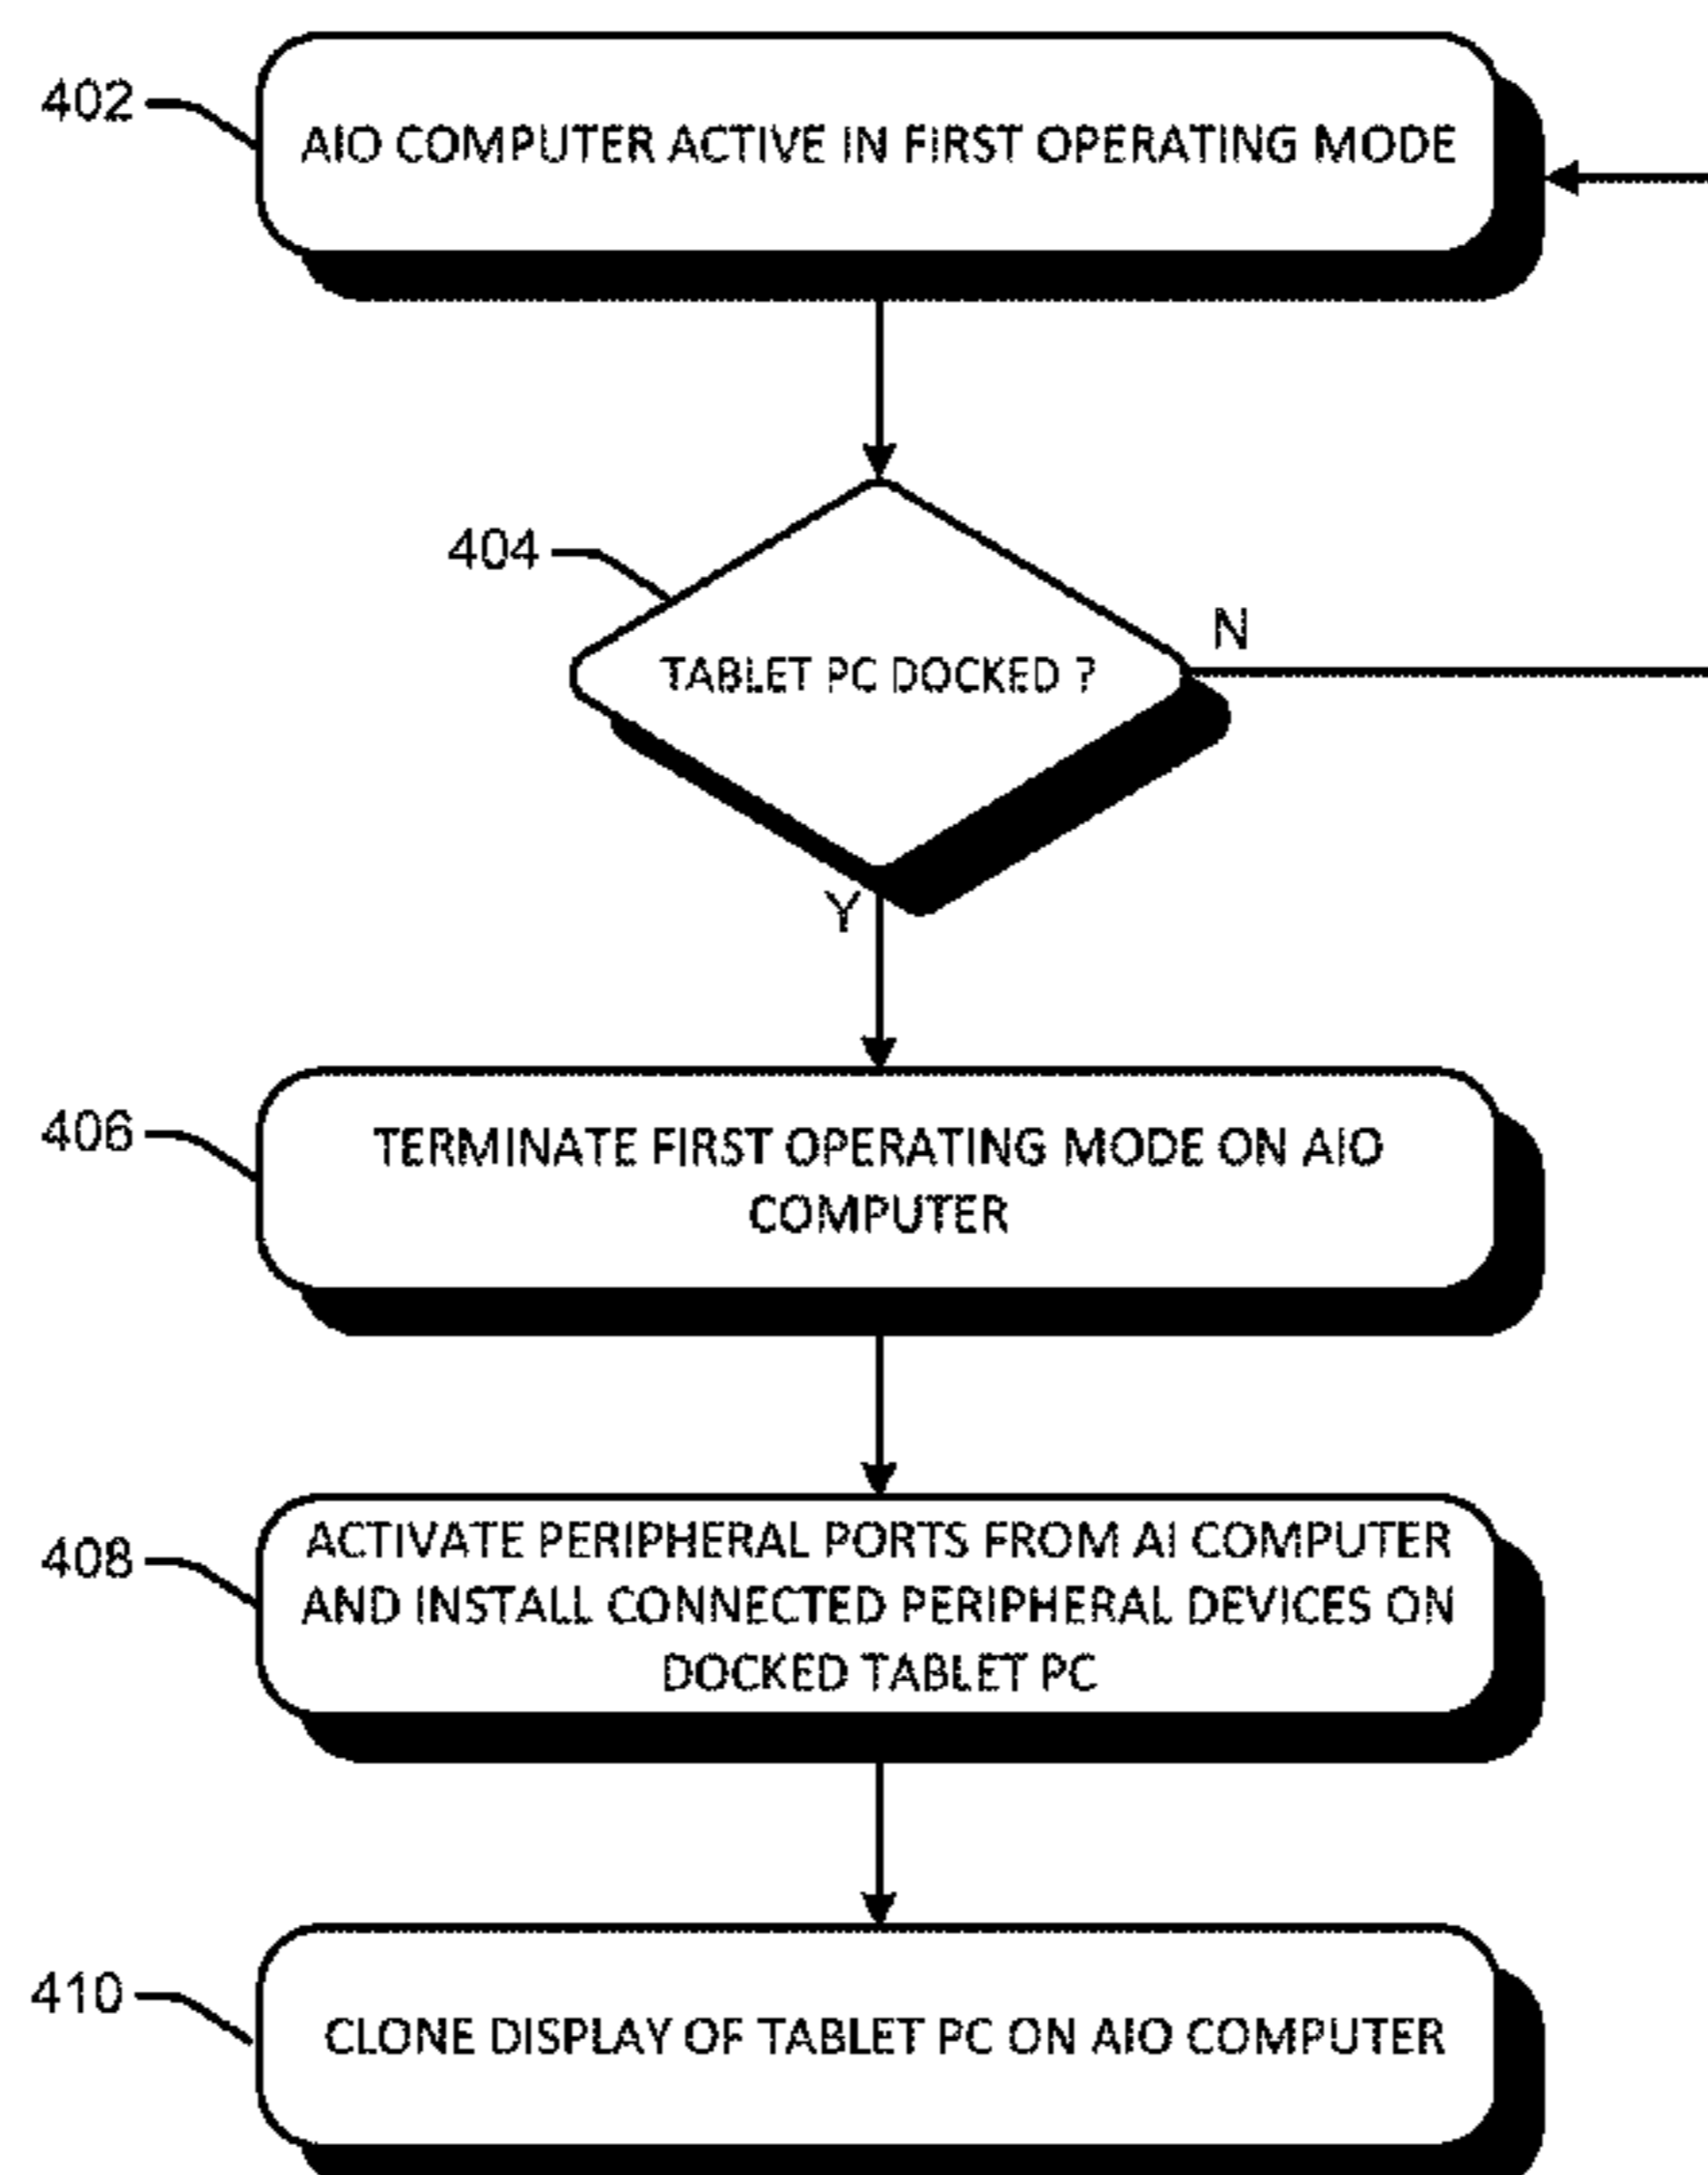 402
AIO COMPUTER ACTIVE IN FIRST OPERATING MODE
404
TABLET PC DOCKED ?
N
Y
406
TERMINATE FIRST OPERATING MODE ON AIO
COMPUTER
408
ACTIVATE PERIPHERAL PORTS FROM AI COMPUTER
AND INSTALL CONNECTED PERIPHERAL DEVICES ON
DOCKED TABLET PC
410
CLONE DISPLAY OF TABLET PC ON AIO COMPUTER